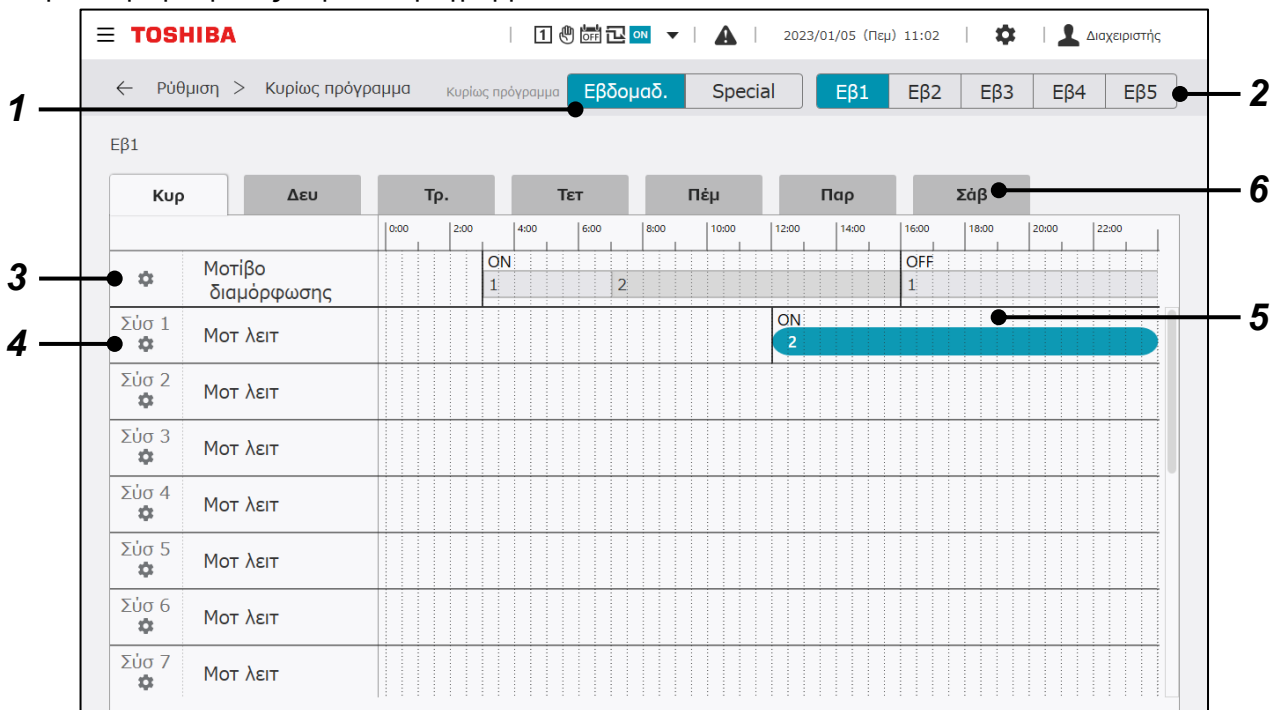 TOSHIBA 1 OFF ON 2023/01/05 (Πεμ) 11:02 Διαχειριστής
Ρύθμιση > Κυρίως πρόγραμμα Κυρίως πρόγραμμα Εβδομαδ. Special Εβ1 Εβ2 Εβ3 Εβ4 Εβ5
1
2
Εβ1
Κυρ Δευ Τρ. Τετ Πέμ Παρ Σάβ
6
0:00 2:00 4:00 6:00 8:00 10:00 12:00 14:00 16:00 18:00 20:00 22:00
3
Μοτίβο
διαμόρφωσης
ON OFF
1 2 1
5
4
Σύσ 1 Μοτ λειτ
ON
2
Σύσ 2 Μοτ λειτ
Σύσ 3 Μοτ λειτ
Σύσ 4 Μοτ λειτ
Σύσ 5 Μοτ λειτ
Σύσ 6 Μοτ λειτ
Σύσ 7 Μοτ λειτ